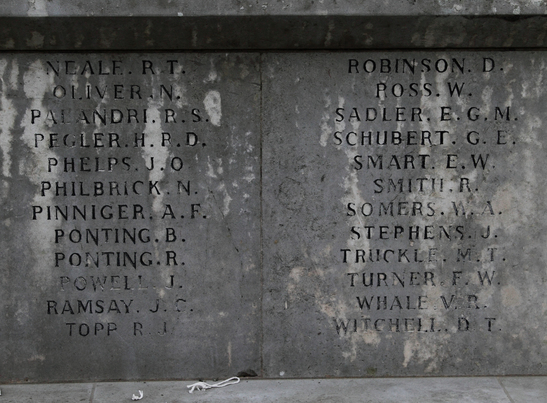 NEALE. R.T.
OLIVER. N.
PALANDRI. R.S.
PEGLER. H.R.D.
PHELPS. J.O
PHILBRICK. N.
PINNIGER. A.F.
PONTING. B.
PONTING. R.
POWELL. J.
RAMSAY. J.C.
TOPP R.J
ROBINSON. D.
ROSS. W.
SADLER. E.G.M.
SCHUBERT. G.E.
SMART. E.W.
SMITH. R.
SOMERS. W.A.
STEPHENS. J.
TRUCKLE. M.T.
TURNER. F.W.
WHALE. V.R.
WITCHELL. D.T.